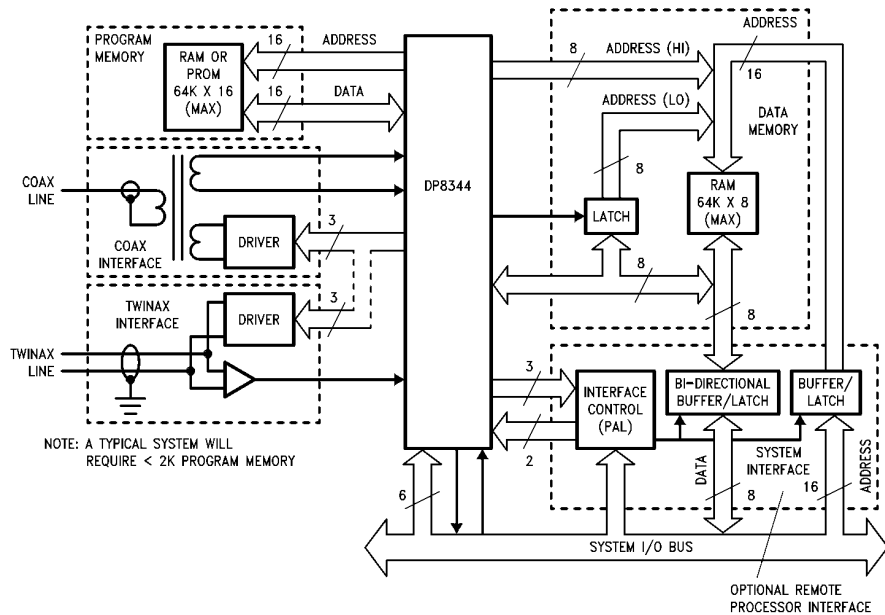 PROGRAM
MEMORY
RAM OR
PROM
64K X 16
(MAX)
16
ADDRESS
16
DATA
COAX
LINE
COAX
INTERFACE
DRIVER
3
TWINAX
INTERFACE
DRIVER
3
TWINAX
LINE
NOTE: A TYPICAL SYSTEM WILL
REQUIRE < 2K PROGRAM MEMORY
DP8344
8
ADDRESS (HI)
ADDRESS
16
ADDRESS (LO)
8
DATA
MEMORY
LATCH
RAM
64K X 8
(MAX)
8
8
3
2
INTERFACE
CONTROL
(PAL)
BI-DIRECTIONAL
BUFFER/LATCH
BUFFER/
LATCH
SYSTEM
INTERFACE
DATA
8
16
ADDRESS
6
SYSTEM I/O BUS
OPTIONAL REMOTE
PROCESSOR INTERFACE